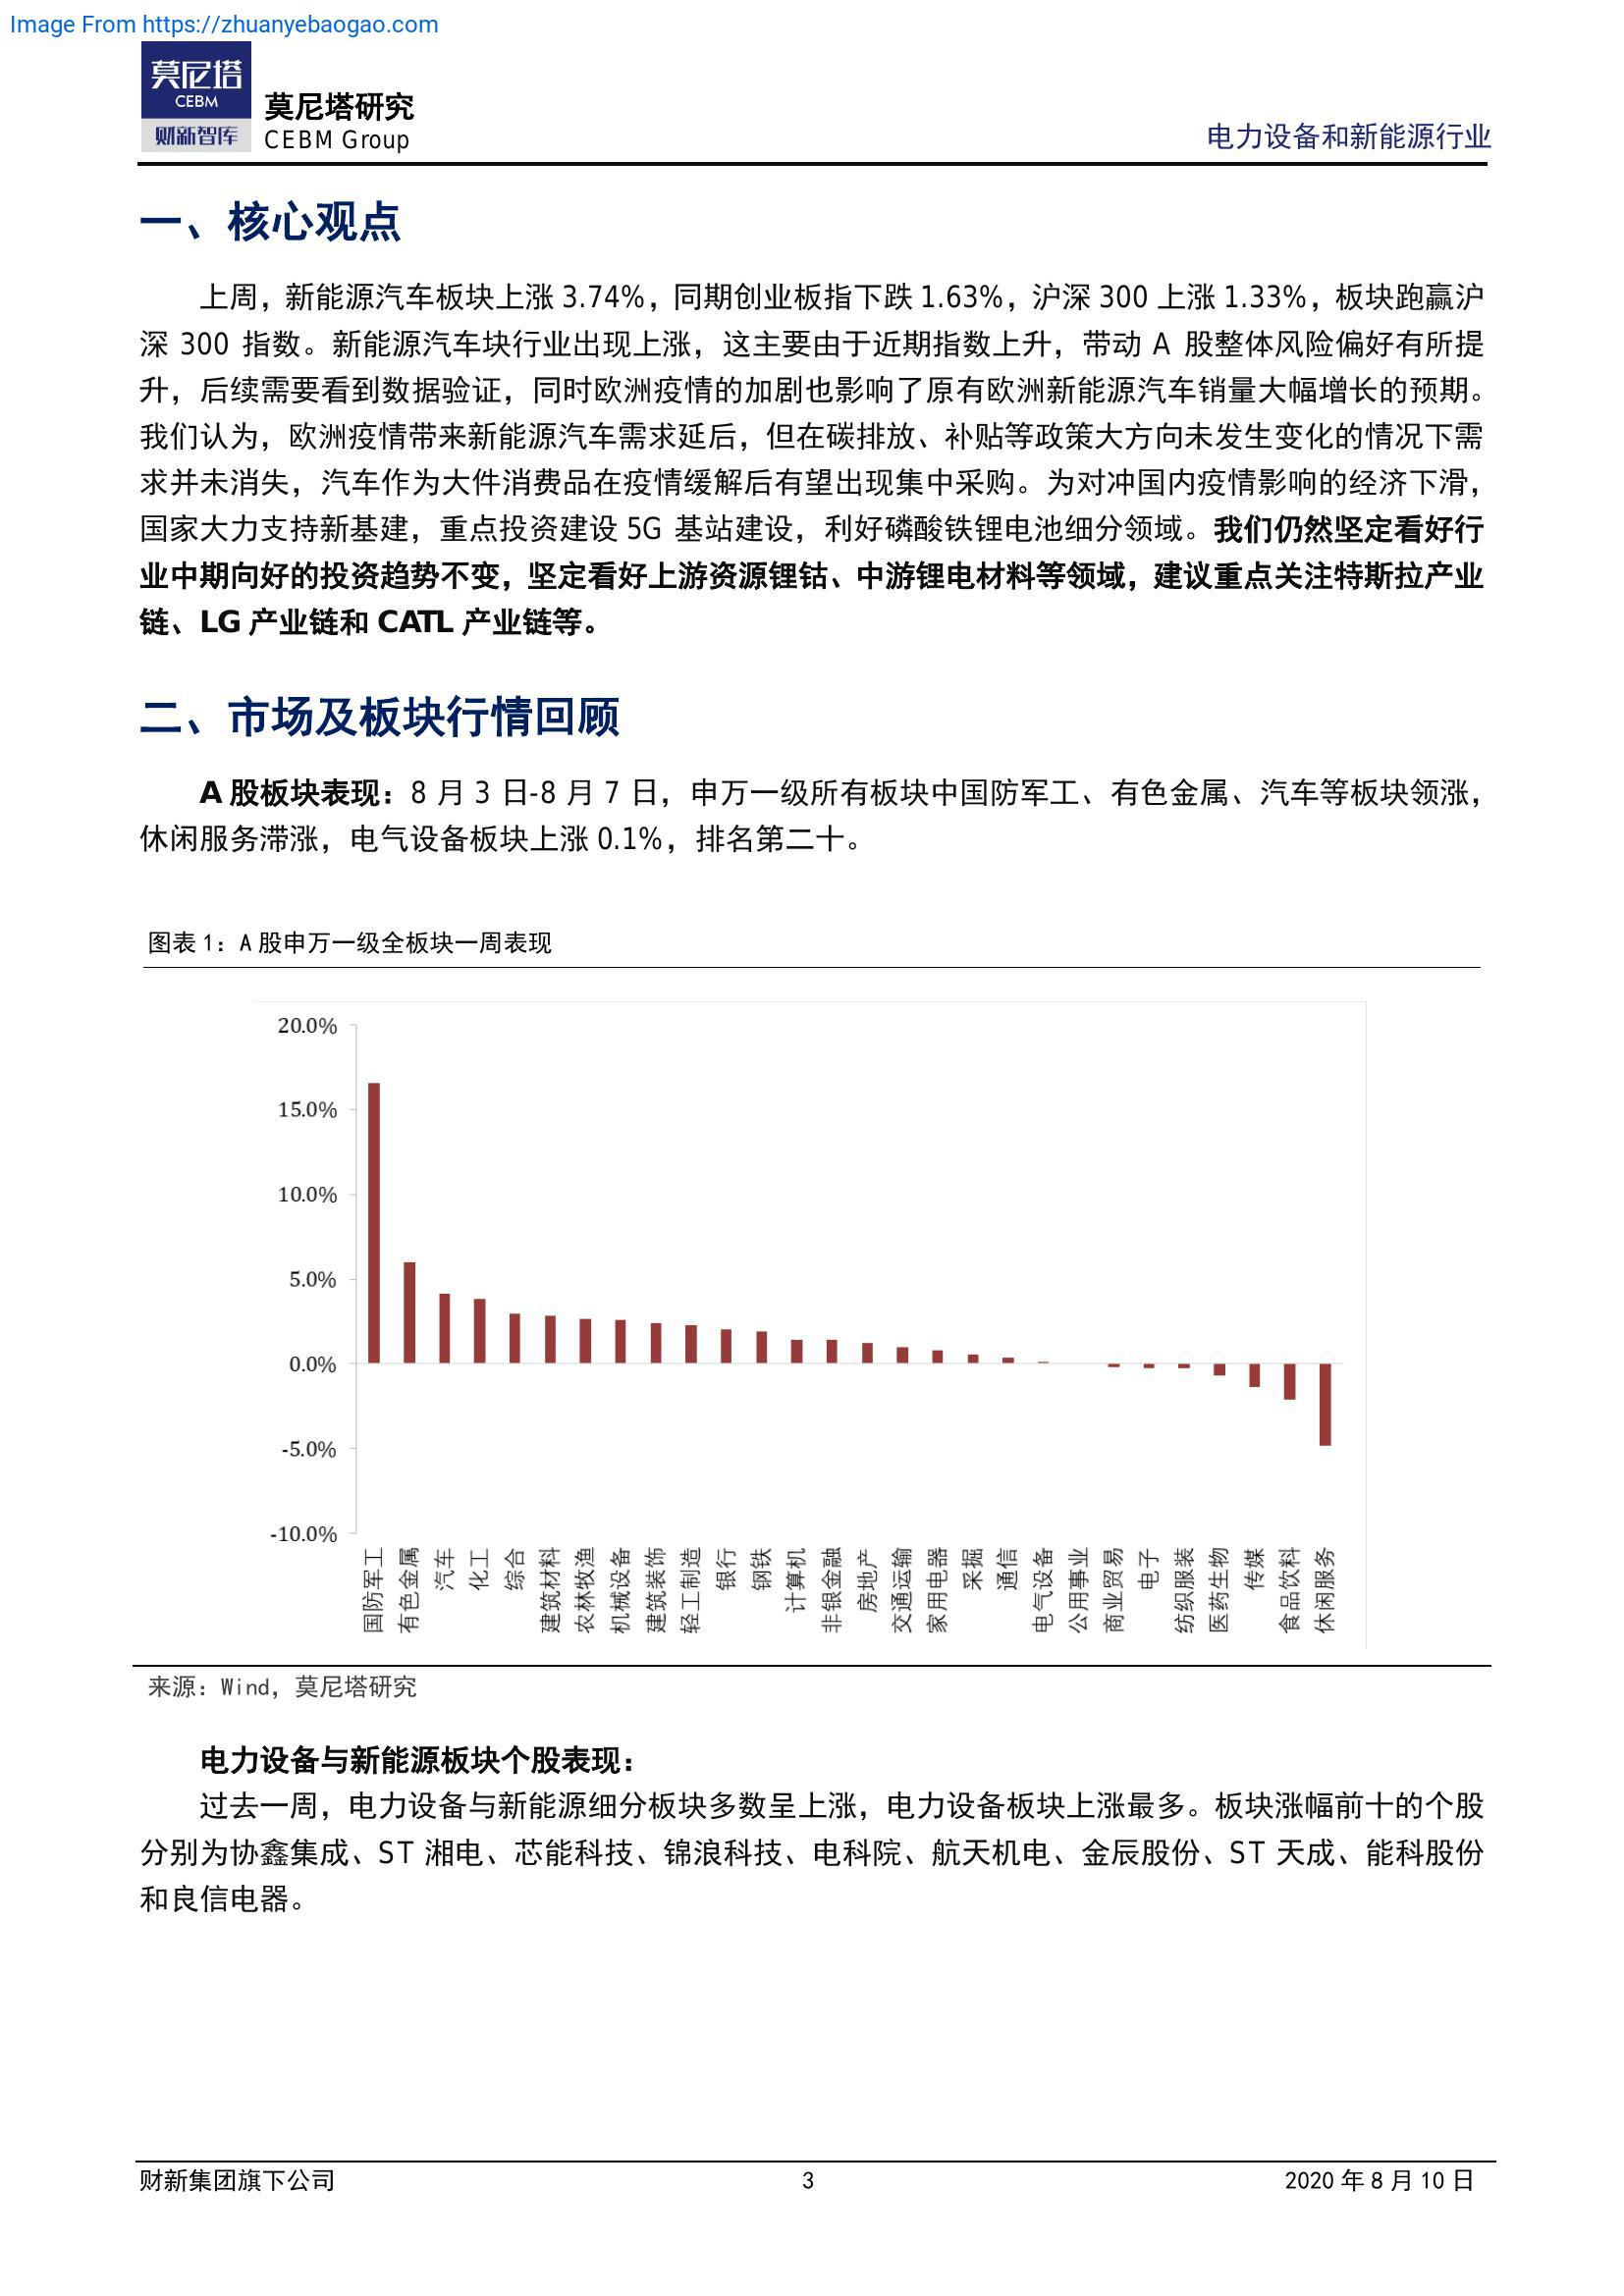 Image From https://zhuanyebaogao.com
莫尼塔
CEBM
财新智库
莫尼塔研究
CEBM Group
电力设备和新能源行业
一、核心观点
上周，新能源汽车板块上涨 3.74%，同期创业板指下跌 1.63%，沪深 300 上涨 1.33%，板块跑赢沪
深 300 指数。新能源汽车块行业出现上涨，这主要由于近期指数上升，带动 A 股整体风险偏好有所提
升，后续需要看到数据验证，同时欧洲疫情的加剧也影响了原有欧洲新能源汽车销量大幅增长的预期。
我们认为，欧洲疫情带来新能源汽车需求延后，但在碳排放、补贴等政策大方向未发生变化的情况下需
求并未消失，汽车作为大件消费品在疫情缓解后有望出现集中采购。为对冲国内疫情影响的经济下滑，
国家大力支持新基建，重点投资建设 5G 基站建设，利好磷酸铁锂电池细分领域。我们仍然坚定看好行
业中期向好的投资趋势不变，坚定看好上游资源锂钴、中游锂电材料等领域，建议重点关注特斯拉产业
链、LG 产业链和 CATL 产业链等。
二、市场及板块行情回顾
A 股板块表现：8 月 3 日-8 月 7 日，申万一级所有板块中国防军工、有色金属、汽车等板块领涨，
休闲服务滞涨，电气设备板块上涨 0.1%，排名第二十。
图表 1：A 股申万一级全板块一周表现
20.0%
15.0%
10.0%
5.0%
0.0%
-5.0%
-10.0%
国防军工
有色金属
汽车
化工
综合
建筑材料
农林牧渔
机械设备
建筑装饰
轻工制造
银行
钢铁
计算机
非银金融
房地产
交通运输
家用电器
采掘
通信
电气设备
公用事业
商业贸易
电子
纺织服装
医药生物
传媒
食品饮料
休闲服务
来源：Wind，莫尼塔研究
电力设备与新能源板块个股表现：
过去一周，电力设备与新能源细分板块多数呈上涨，电力设备板块上涨最多。板块涨幅前十的个股
分别为协鑫集成、ST 湘电、芯能科技、锦浪科技、电科院、航天机电、金辰股份、ST 天成、能科股份
和良信电器。
财新集团旗下公司
3
2020 年 8 月 10 日